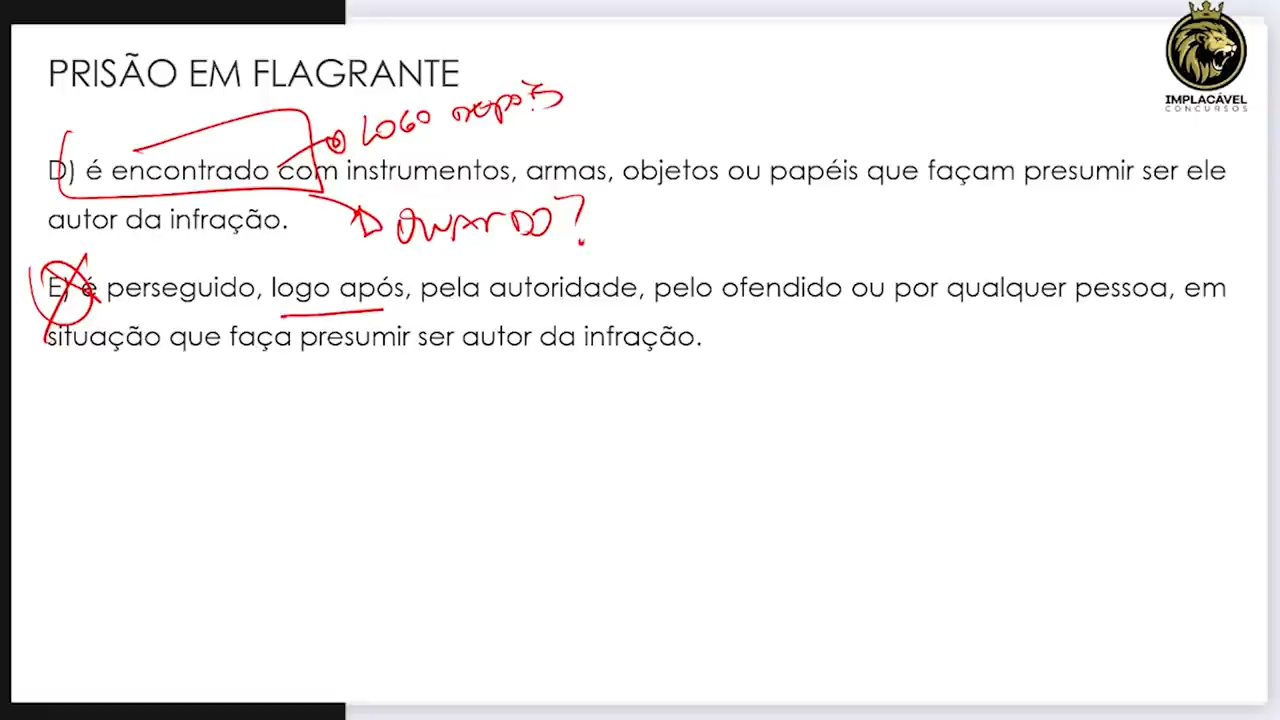 PRISÃO EM FLAGRANTE
IMPLACÁVEL
CONCURSOS
LOGO DEPOIS
D) é encontrado com instrumentos, armas, objetos ou papéis que façam presumir ser ele
autor da infração.
QUANDO?
E) é perseguido, logo após, pela autoridade, pelo ofendido ou por qualquer pessoa, em
situação que faça presumir ser autor da infração.